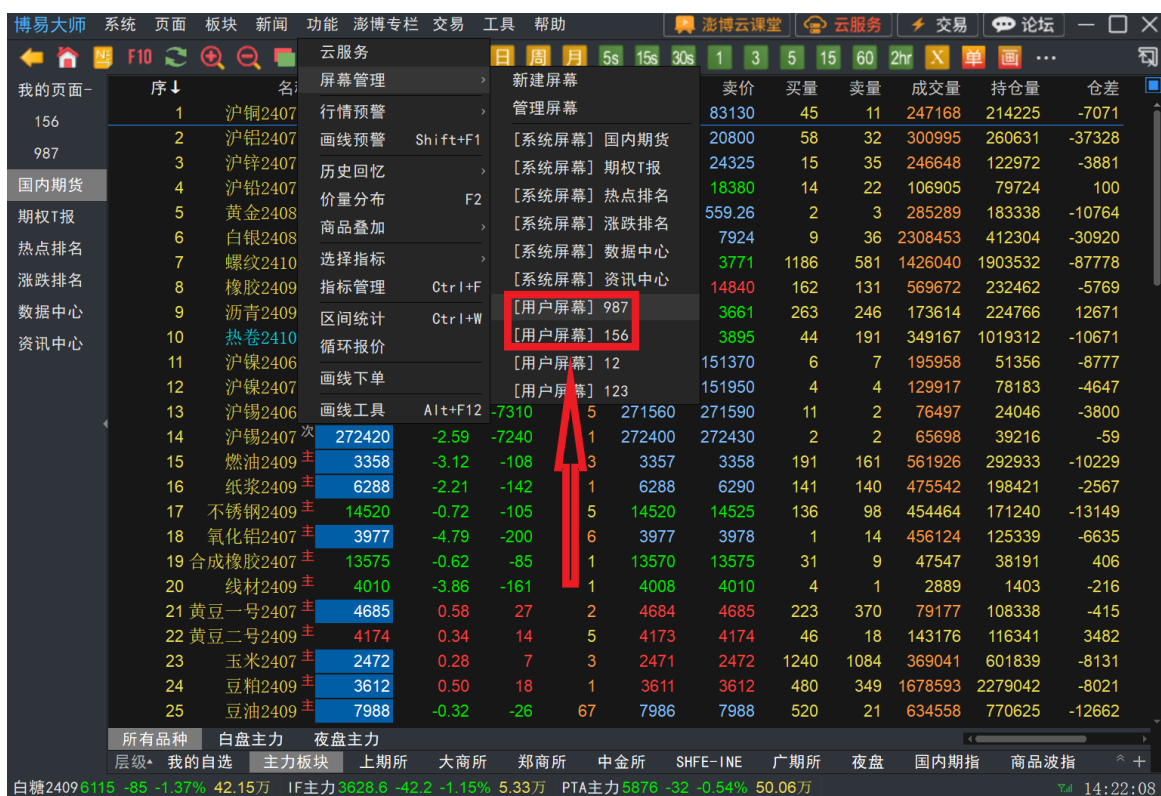 博易大师 系统 页面 板块 新闻 功能 澎博专栏 交易 工具 帮助 澎博云课堂 云服务 交易 论坛
F10 日 周 月 5s 15s 30s 1 3 5 15 60 2hr X 单 画 ...
我的页面-
156
987
国内期货
期权T报
热点排名
涨跌排名
数据中心
资讯中心
云服务
屏幕管理
行情预警
画线预警 Shift+F1
历史回忆
价量分布 F2
商品叠加
选择指标
指标管理 Ctrl+F
区间统计 Ctrl+W
循环报价
画线下单
画线工具 Alt+F12
新建屏幕
管理屏幕
[系统屏幕] 国内期货
[系统屏幕] 期权T报
[系统屏幕] 热点排名
[系统屏幕] 涨跌排名
[系统屏幕] 数据中心
[系统屏幕] 资讯中心
[用户屏幕] 987
[用户屏幕] 156
[用户屏幕] 12
[用户屏幕] 123
序↓ 卖价 买量 卖量 成交量 持仓量 仓差
1 沪铜2407 83130 45 11 247168 214225 -7071
2 沪铝2407 20800 58 32 300995 260631 -37328
3 沪锌2407 24325 15 35 246648 122972 -3881
4 沪铅2407 18380 14 22 106905 79724 100
5 黄金2408 559.26 2 3 285289 183338 -10764
6 白银2408 7924 9 36 2308453 412304 -30920
7 螺纹2410 3771 1186 581 1426040 1903532 -87778
8 橡胶2409 14840 162 131 569672 232462 -5769
9 沥青2409 3661 263 246 173614 224766 12671
10 热卷2410 3895 44 191 349167 1019312 -10671
11 沪镍2406 151370 6 7 195958 51356 -8777
12 沪镍2407 151950 4 4 129917 78183 -4647
13 沪锡2406 -7310 5 271560 271590 11 2 76497 24046 -3800
14 沪锡2407 次 272420 -2.59 -7240 1 272400 272430 2 2 65698 39216 -59
15 燃油2409 主 3358 -3.12 -108 3 3357 3358 191 161 561926 292933 -10229
16 纸浆2409 主 6288 -2.21 -142 1 6288 6290 141 140 475542 198421 -2567
17 不锈钢2409 主 14520 -0.72 -105 5 14520 14525 136 98 454464 171240 -13149
18 氧化铝2407 主 3977 -4.79 -200 6 3977 3978 1 14 456124 125339 -6635
19 合成橡胶2407 主 13575 -0.62 -85 1 13570 13575 31 9 47547 38191 406
20 线材2409 主 4010 -3.86 -161 1 4008 4010 4 1 2889 1403 -216
21 黄豆一号2407 主 4685 0.58 27 2 4684 4685 223 370 79177 108338 -415
22 黄豆二号2409 主 4174 0.34 14 5 4173 4174 46 18 143176 116341 3482
23 玉米2407 主 2472 0.28 7 3 2471 2472 1240 1084 369041 601839 -8131
24 豆粕2409 主 3612 0.50 18 1 3611 3612 480 349 1678593 2279042 -8021
25 豆油2409 主 7988 -0.32 -26 67 7986 7988 520 21 634558 770625 -12662
所有品种 白盘主力 夜盘主力
层级 我的自选 主力板块 上期所 大商所 郑商所 中金所 SHFE-INE 广期所 夜盘 国内期指 商品波指
白糖2409 6115 -85 -1.37% 42.15万 IF主力 3628.6 -42.2 -1.15% 5.33万 PTA主力 5876 -32 -0.54% 50.06万 14:22:08